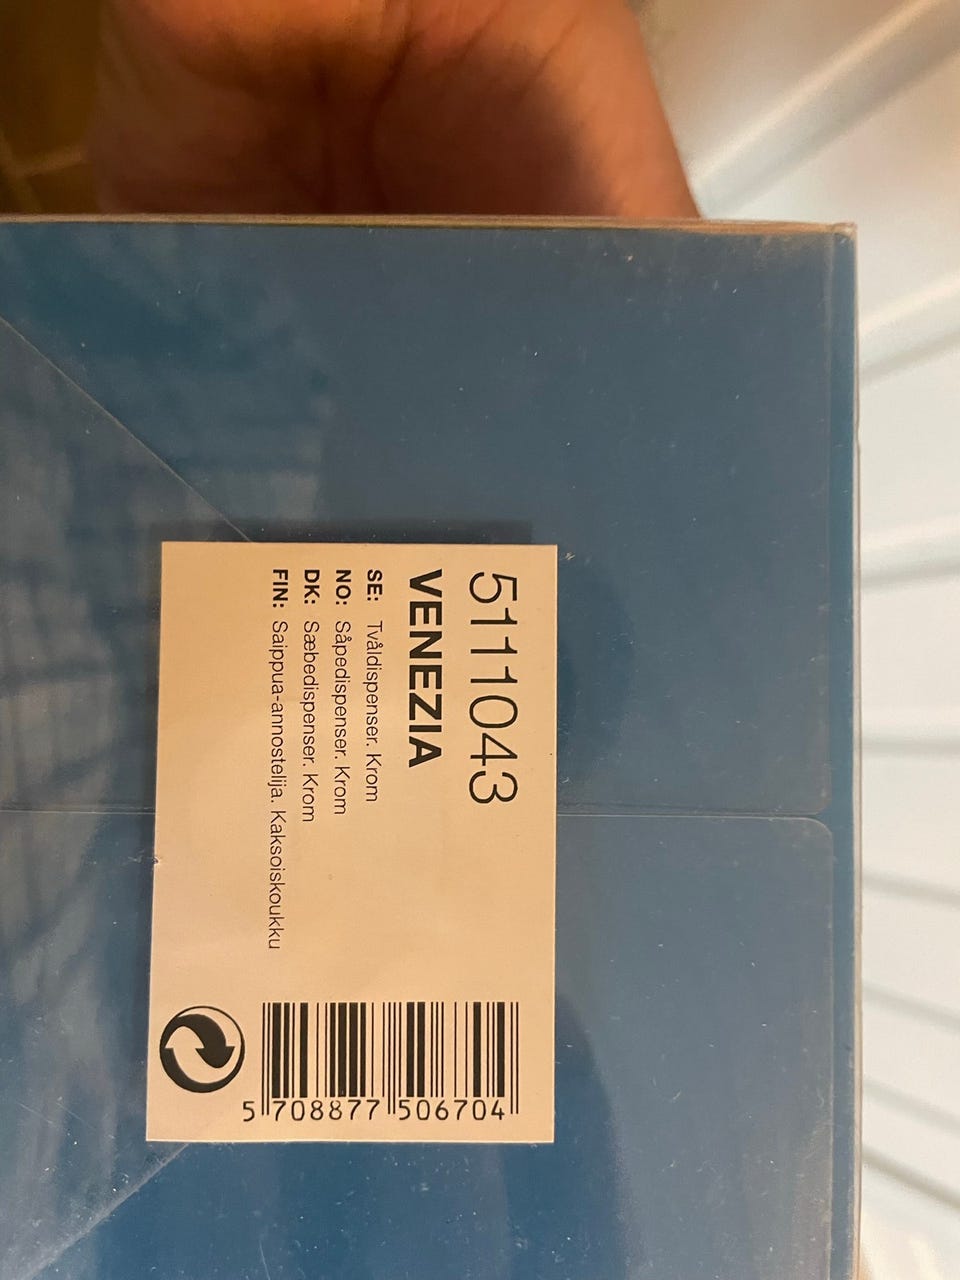 5111043
VENEZIA
SE: Tvåldispenser. Krom
NO: Såpedispenser. Krom
DK: Sæbedispenser. Krom
FIN: Saippua-annostelija. Kaksoiskoukku
5 708877 506704